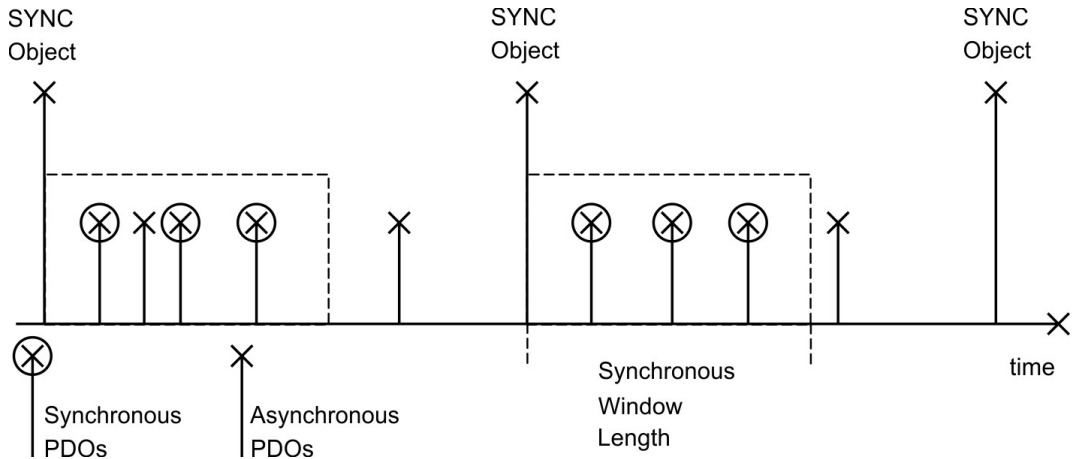 SYNC
Object
SYNC
Object
SYNC
Object
time
Synchronous
PDOs
Asynchronous
PDOs
Synchronous
Window
Length